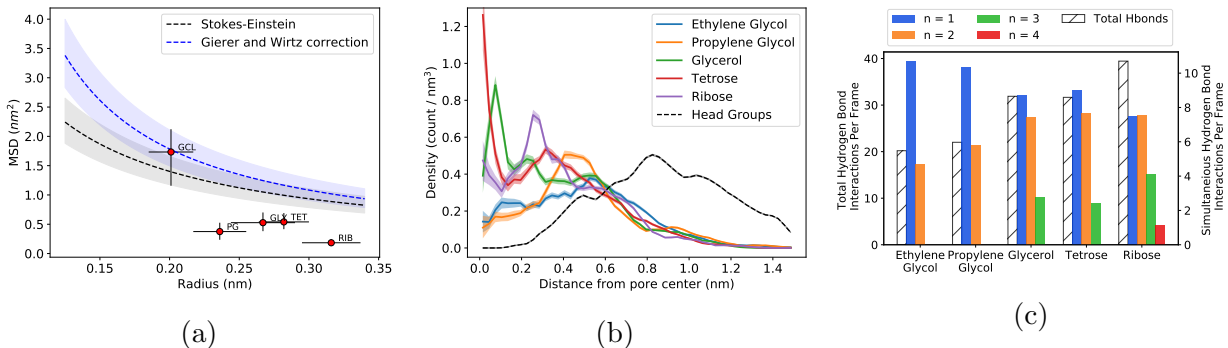 Stokes-Einstein
Gierer and Wirtz correction
MSD (nm²)
4.0
3.5
3.0
2.5
2.0
1.5
1.0
0.5
0.0
GCL
PG
GLY
TET
RIB
0.15
0.20
0.25
0.30
0.35
Radius (nm)
(a)
Ethylene Glycol
Propylene Glycol
Glycerol
Tetrose
Ribose
Head Groups
Density (count / nm³)
1.2
1.0
0.8
0.6
0.4
0.2
0.0
0.0
0.2
0.4
0.6
0.8
1.0
1.2
1.4
Distance from pore center (nm)
(b)
n = 1
n = 2
n = 3
n = 4
Total Hbonds
Total Hydrogen Bond
Interactions Per Frame
40
30
20
10
0
Ethylene
Glycol
Propylene
Glycol
Glycerol
Tetrose
Ribose
10
8
6
4
2
0
Simultaneous Hydrogen Bond
Interactions Per Frame
(c)